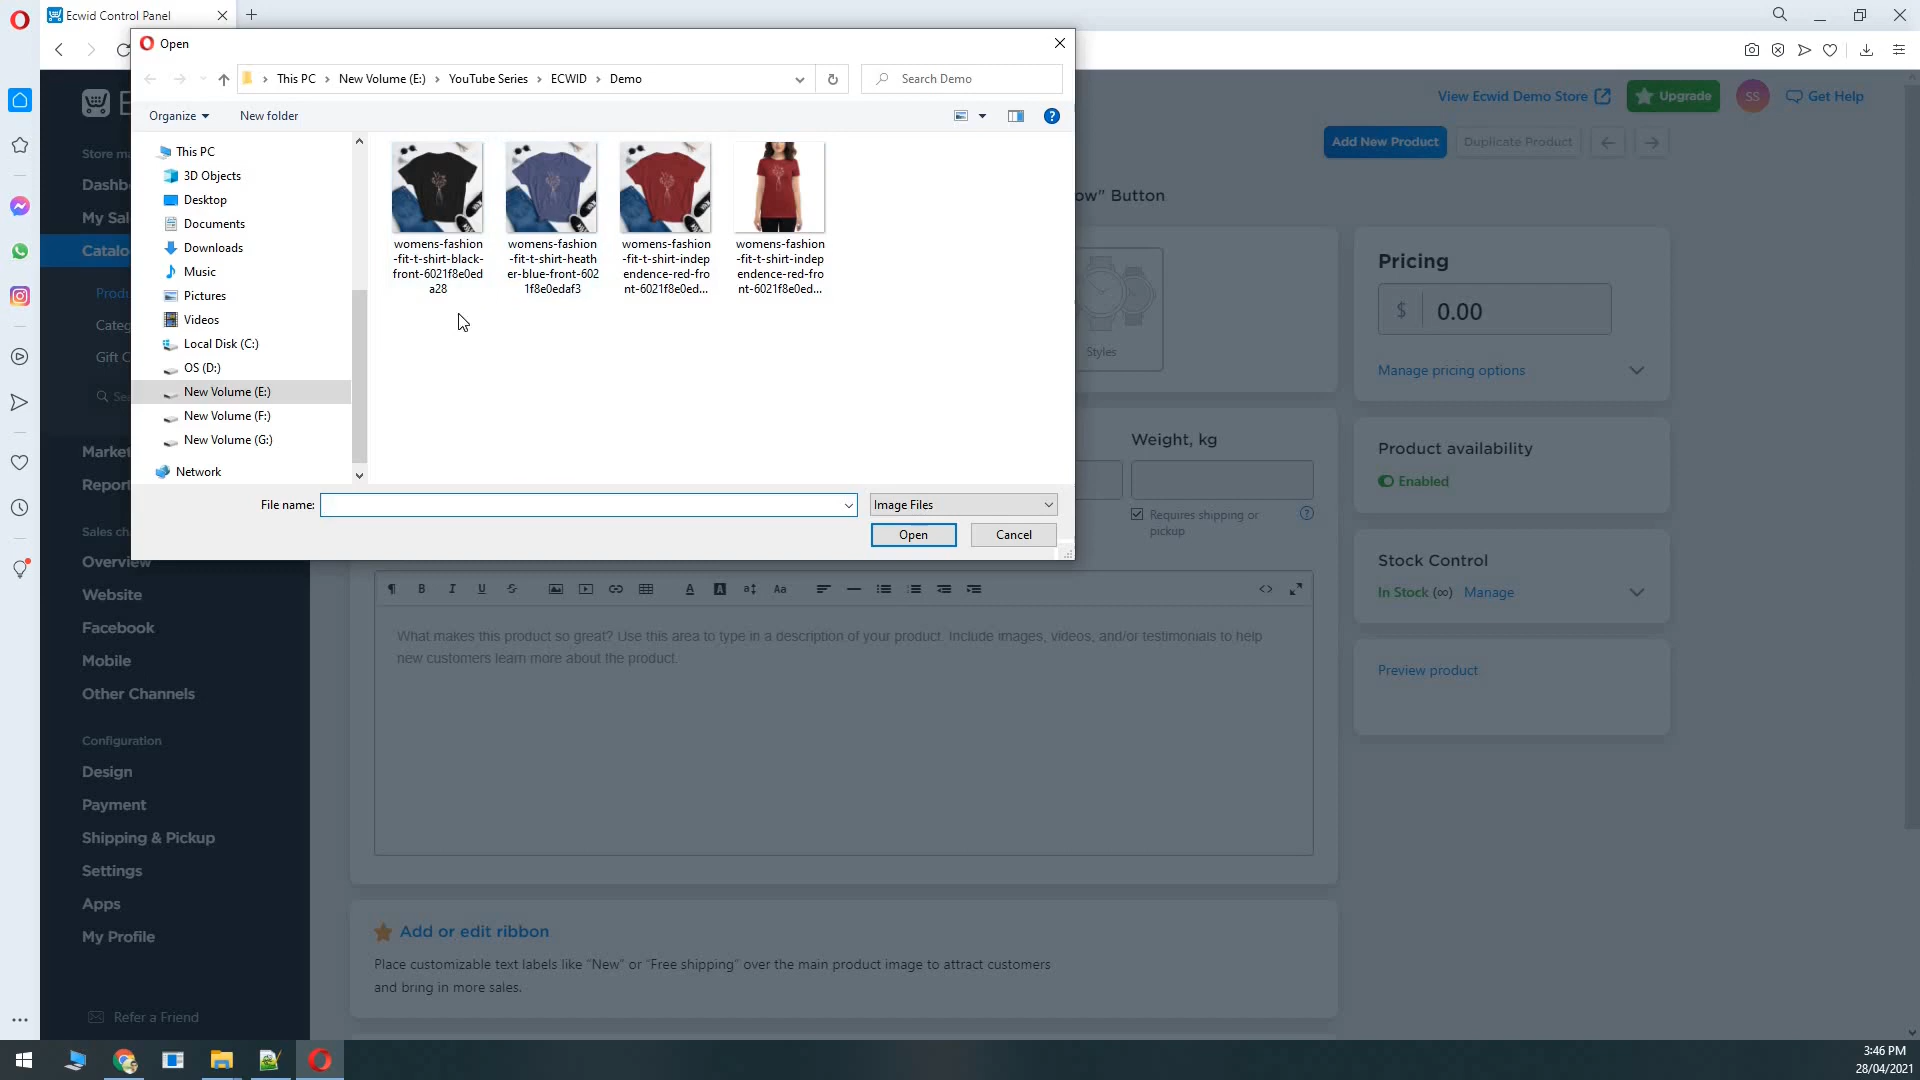 Ecwid Control Panel
Open
This PC
New Volume (E:)
YouTube Series
ECWID
Demo
Search Demo
Organize
New folder
This PC
3D Objects
Desktop
Documents
Downloads
Music
Pictures
Videos
Local Disk (C:)
OS (D:)
New Volume (E:)
New Volume (F:)
New Volume (G:)
Network
womens-fashion
-fit-t-shirt-black-
front-6021f8e0ed
a28
womens-fashion
-fit-t-shirt-heath
er-blue-front-602
1f8e0edaf3
womens-fashion
-fit-t-shirt-indep
endence-red-fro
nt-6021f8e0ed...
womens-fashion
-fit-t-shirt-indep
endence-red-fro
nt-6021f8e0ed...
File name:
Image Files
Open
Cancel
View Ecwid Demo Store
Upgrade
SS
Get Help
Add New Product
Duplicate Product
ow" Button
Styles
Pricing
$ 0.00
Manage pricing options
Weight, kg
Requires shipping or
pickup
Product availability
Enabled
Stock Control
In Stock (∞) Manage
Preview product
Store ma
Dashb
My Sal
Catalo
Produ
Categ
Gift C
Sea
Market
Report
Sales ch
Overview
Website
Facebook
Mobile
Other Channels
Configuration
Design
Payment
Shipping & Pickup
Settings
Apps
My Profile
Refer a Friend
What makes this product so great? Use this area to type in a description of your product. Include images, videos, and/or testimonials to help
new customers learn more about the product.
Add or edit ribbon
Place customizable text labels like "New" or "Free shipping" over the main product image to attract customers
and bring in more sales.
3:46 PM
28/04/2021